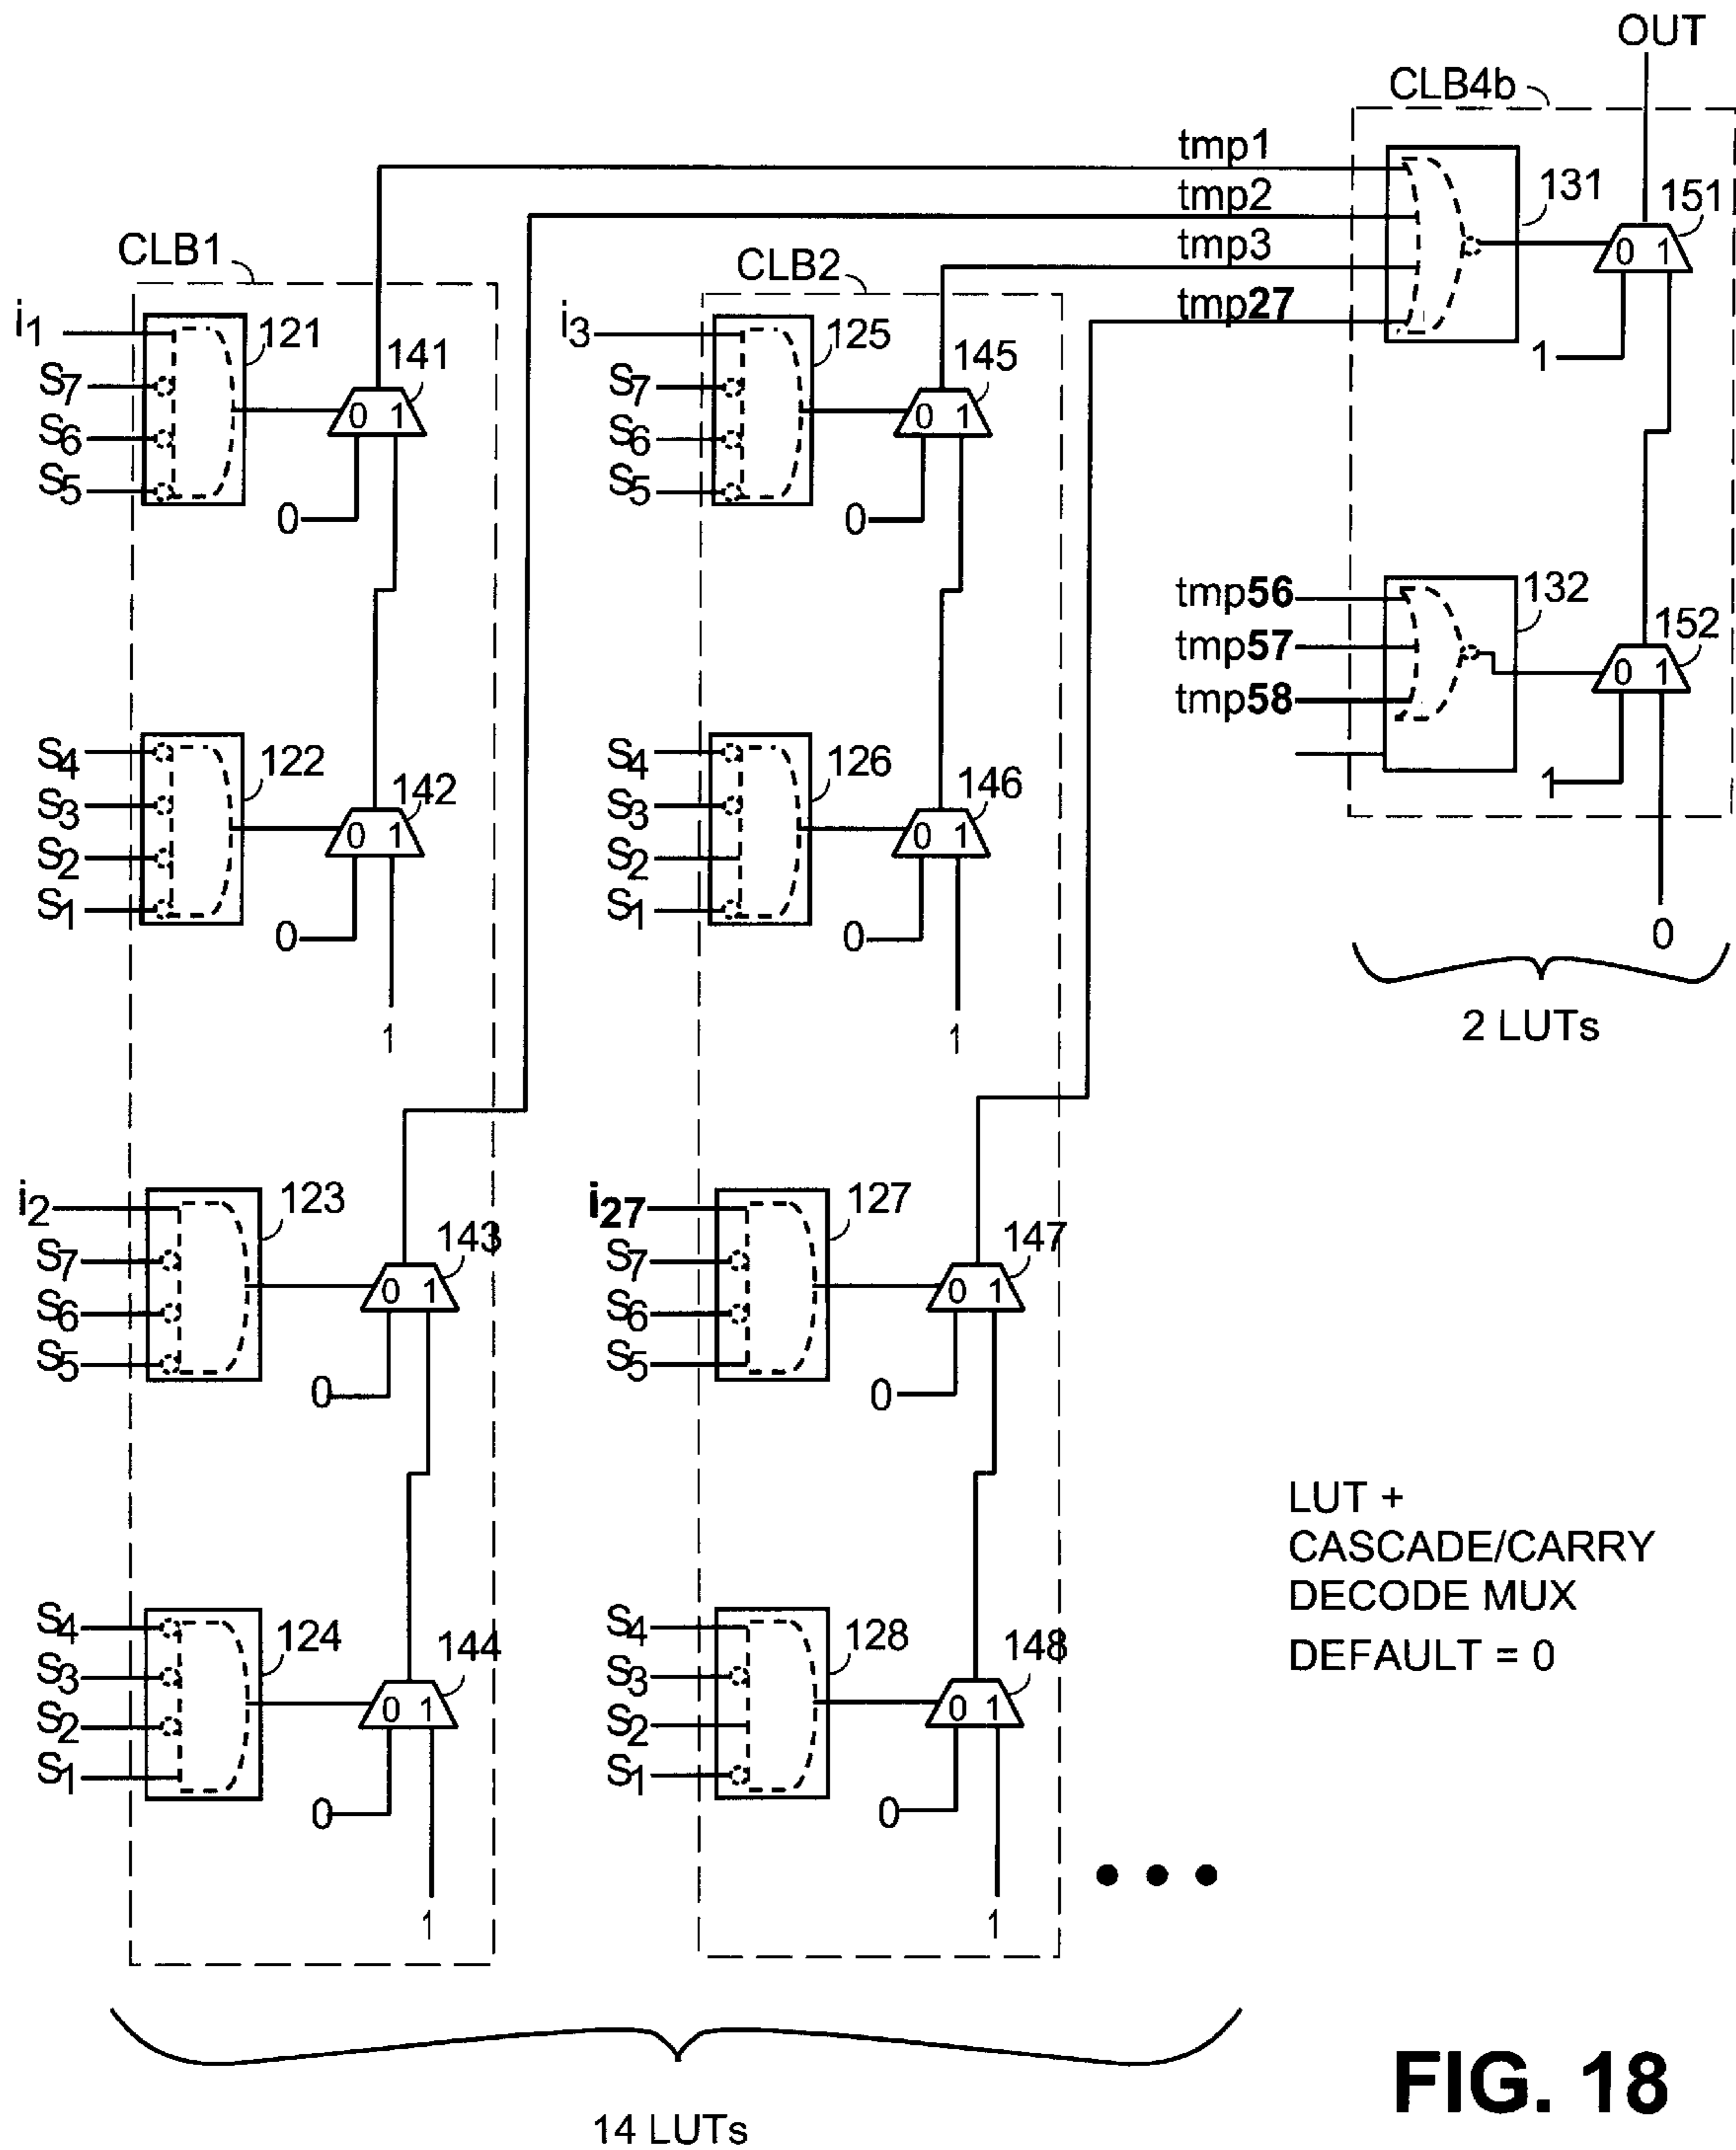 OUT
CLB4b
tmp1
131
151
tmp2
tmp3
tmp27
0 1
1
CLB1
CLB2
i1
121
141
S7
S6
S5
0 1
0
i3
125
145
S7
S6
S5
0 1
0
tmp56
132
152
tmp57
tmp58
0 1
1
0
2 LUTs
S4
122
142
S3
S2
S1
0 1
0
1
S4
126
146
S3
S2
S1
0 1
0
1
i2
123
143
S7
S6
S5
0 1
0
i27
127
147
S7
S6
S5
0 1
0
S4
124
144
S3
S2
S1
0 1
0
1
S4
128
148
S3
S2
S1
0 1
0
1
LUT +
CASCADE/CARRY
DECODE MUX
DEFAULT = 0
14 LUTs
FIG. 18